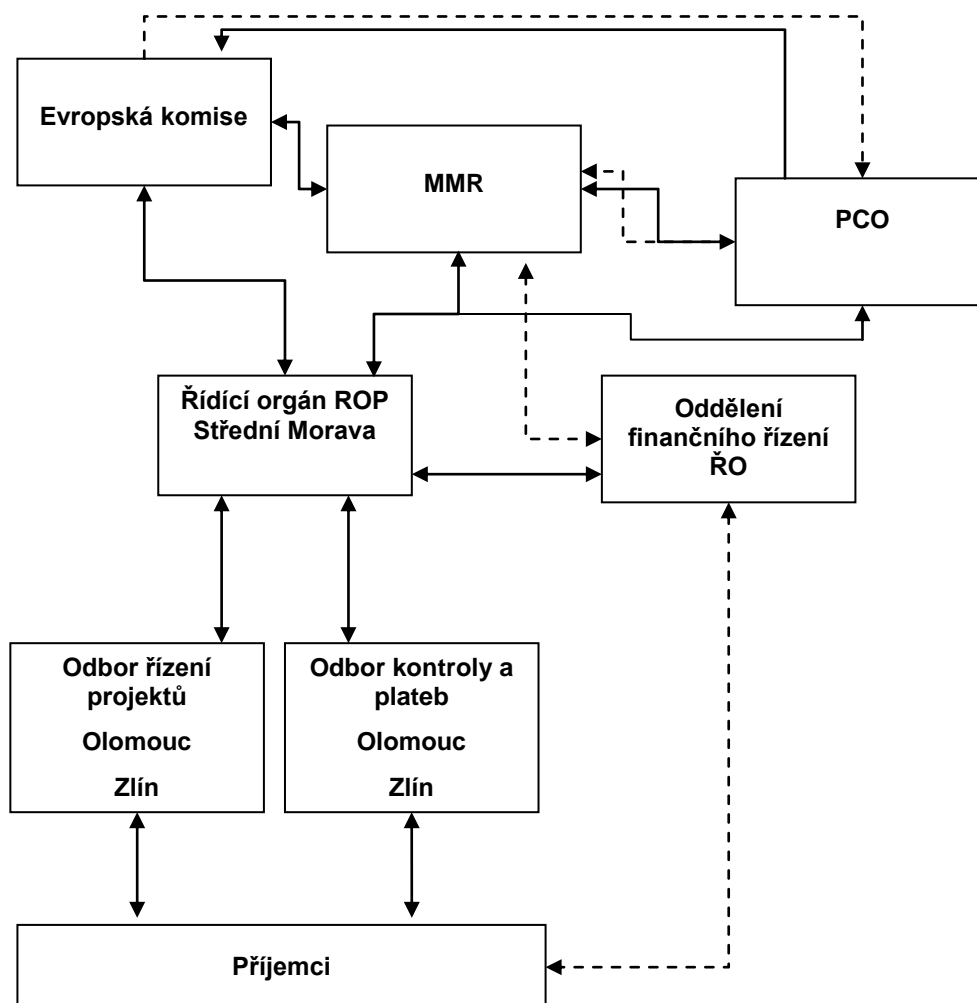 Evropská komise
MMR
PCO
Řídící orgán ROP
Střední Morava
Oddělení
finančního řízení
ŘO
Odbor řízení
projektů
Olomouc
Zlín
Odbor kontroly a
plateb
Olomouc
Zlín
Příjemci